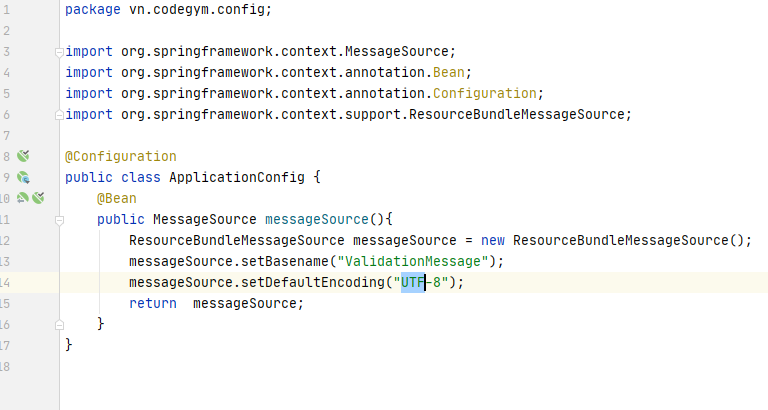 1 package vn.codegym.config;
2
3 import org.springframework.context.MessageSource;
4 import org.springframework.context.annotation.Bean;
5 import org.springframework.context.annotation.Configuration;
6 import org.springframework.context.support.ResourceBundleMessageSource;
7
8 @Configuration
9 public class ApplicationConfig {
10 @Bean
11 public MessageSource messageSource(){
12 ResourceBundleMessageSource messageSource = new ResourceBundleMessageSource();
13 messageSource.setBasename("ValidationMessage");
14 messageSource.setDefaultEncoding("UTF-8");
15 return  messageSource;
16 }
17 }
18